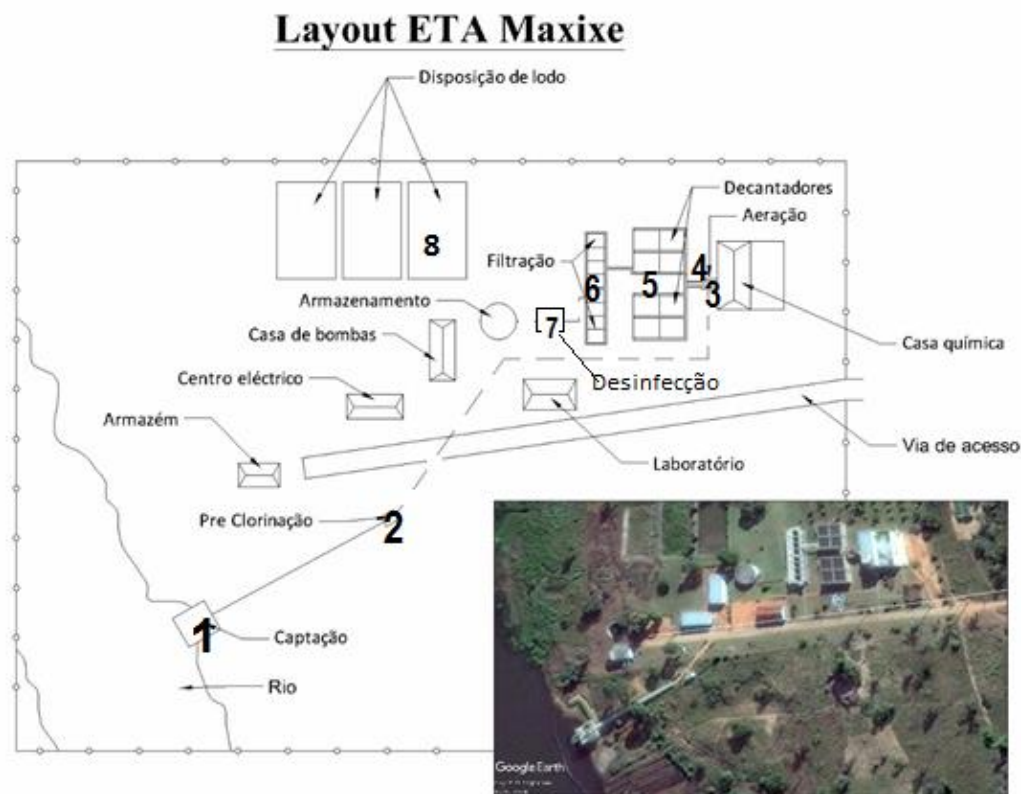 Layout ETA Maxixe
Disposição de lodo
Decantadores
Aeração
8
Filtração
4
6
5
3
Armazenamento
7
Casa de bombas
Casa química
Centro eléctrico
Desinfecção
Armazém
Via de acesso
Laboratório
Pre Clorinação
2
1
Captação
Rio
Google Earth